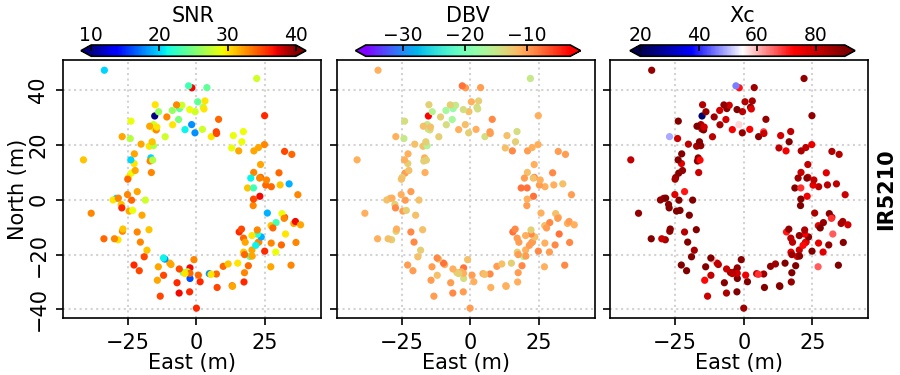 SNR DBV Xc
10 20 30 40 −30 −20 −10 20 40 60 80
40
20
0
−20
−40
North (m)
IR5210
−25 0 25 −25 0 25 −25 0 25
East (m) East (m) East (m)